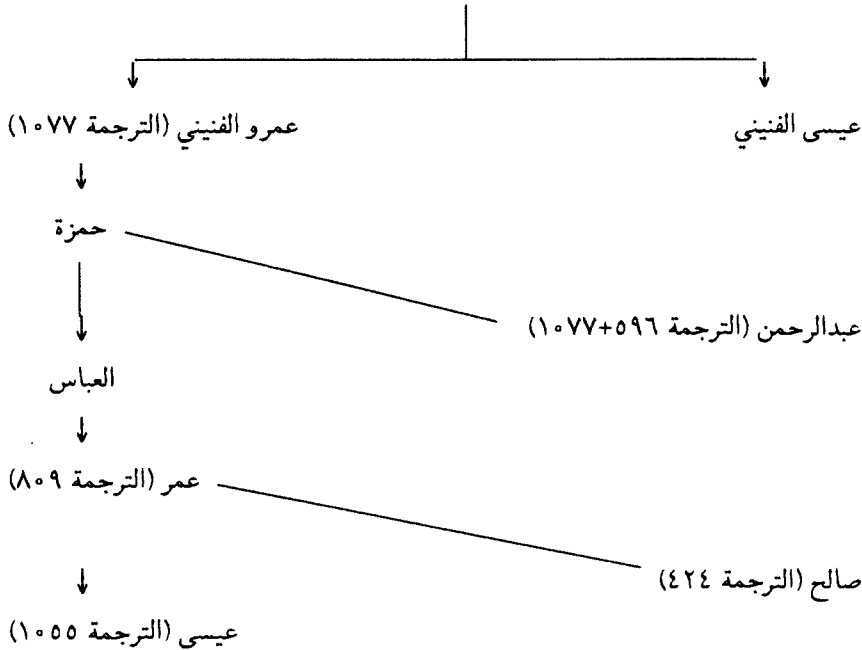 عيسى الفنيني
عمرو الفنيني (الترجمة ١٠٧٧)
حمزة
عبدالرحمن (الترجمة ٥٩٦+١٠٧٧)
العباس
عمر (الترجمة ٨٠٩)
صالح (الترجمة ٤٢٤)
عيسى (الترجمة ١٠٥٥)